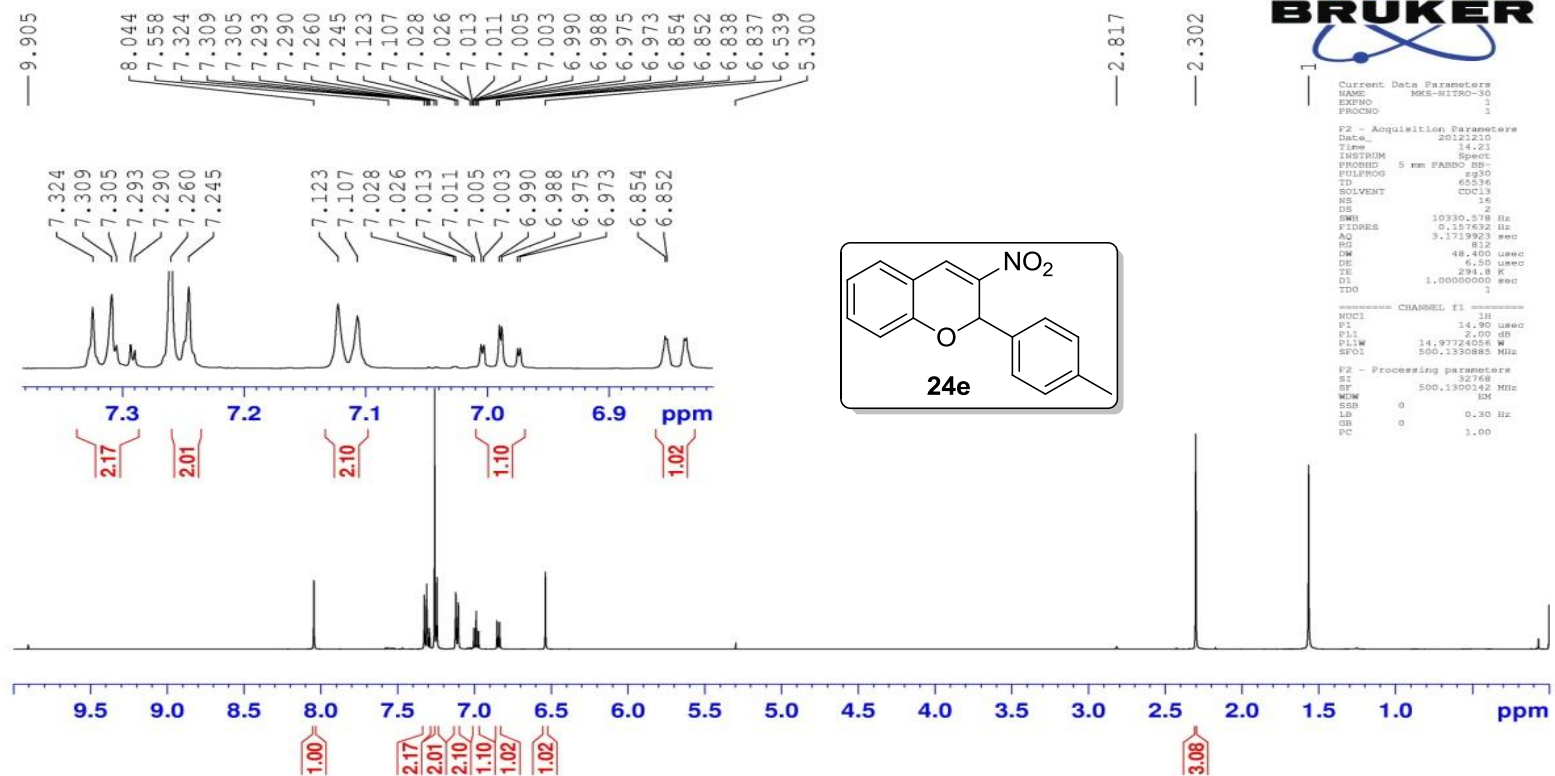 9.905
8.044
7.558
7.324
7.309
7.305
7.293
7.290
7.260
7.245
7.123
7.107
7.028
7.026
7.013
7.011
7.005
7.003
6.990
6.988
6.975
6.973
6.854
6.852
6.838
6.837
6.539
5.300
2.817
2.302
1
BRUKER
Current Data Parameters
NAME MKS-NITRO-30
EXPNO 1
PROCNO 1
F2 - Acquisition Parameters
Date_ 20121210
Time 14.21
INSTRUM Spect
PROBHD 5 mm PABBO BB-
PULPROG zg30
TD 65536
SOLVENT CDCl3
NS 16
DS 2
SWH 10330.578 Hz
FIDRES 0.157632 Hz
AQ 3.1719923 sec
RG 812
DW 48.400 usec
DE 6.50 usec
TE 294.8 K
D1 1.00000000 sec
TD0 1
======== CHANNEL f1 ========
NUC1 1H
P1 14.90 usec
PL1 2.00 dB
PL1W 14.97724056 W
SFO1 500.1330885 MHz
F2 - Processing parameters
SI 32768
SF 500.1300142 MHz
WDW EM
SSB 0
LB 0.30 Hz
GB 0
PC 1.00
7.324
7.309
7.305
7.293
7.290
7.260
7.245
7.123
7.107
7.028
7.026
7.013
7.011
7.005
7.003
6.990
6.988
6.975
6.973
6.854
6.852
7.3 7.2 7.1 7.0 6.9 ppm
2.17 2.01 2.10 1.10 1.02
NO2
O
24e
9.5 9.0 8.5 8.0 7.5 7.0 6.5 6.0 5.5 5.0 4.5 4.0 3.5 3.0 2.5 2.0 1.5 1.0 ppm
1.00 2.17 2.01 2.10 1.10 1.02 1.02 3.08